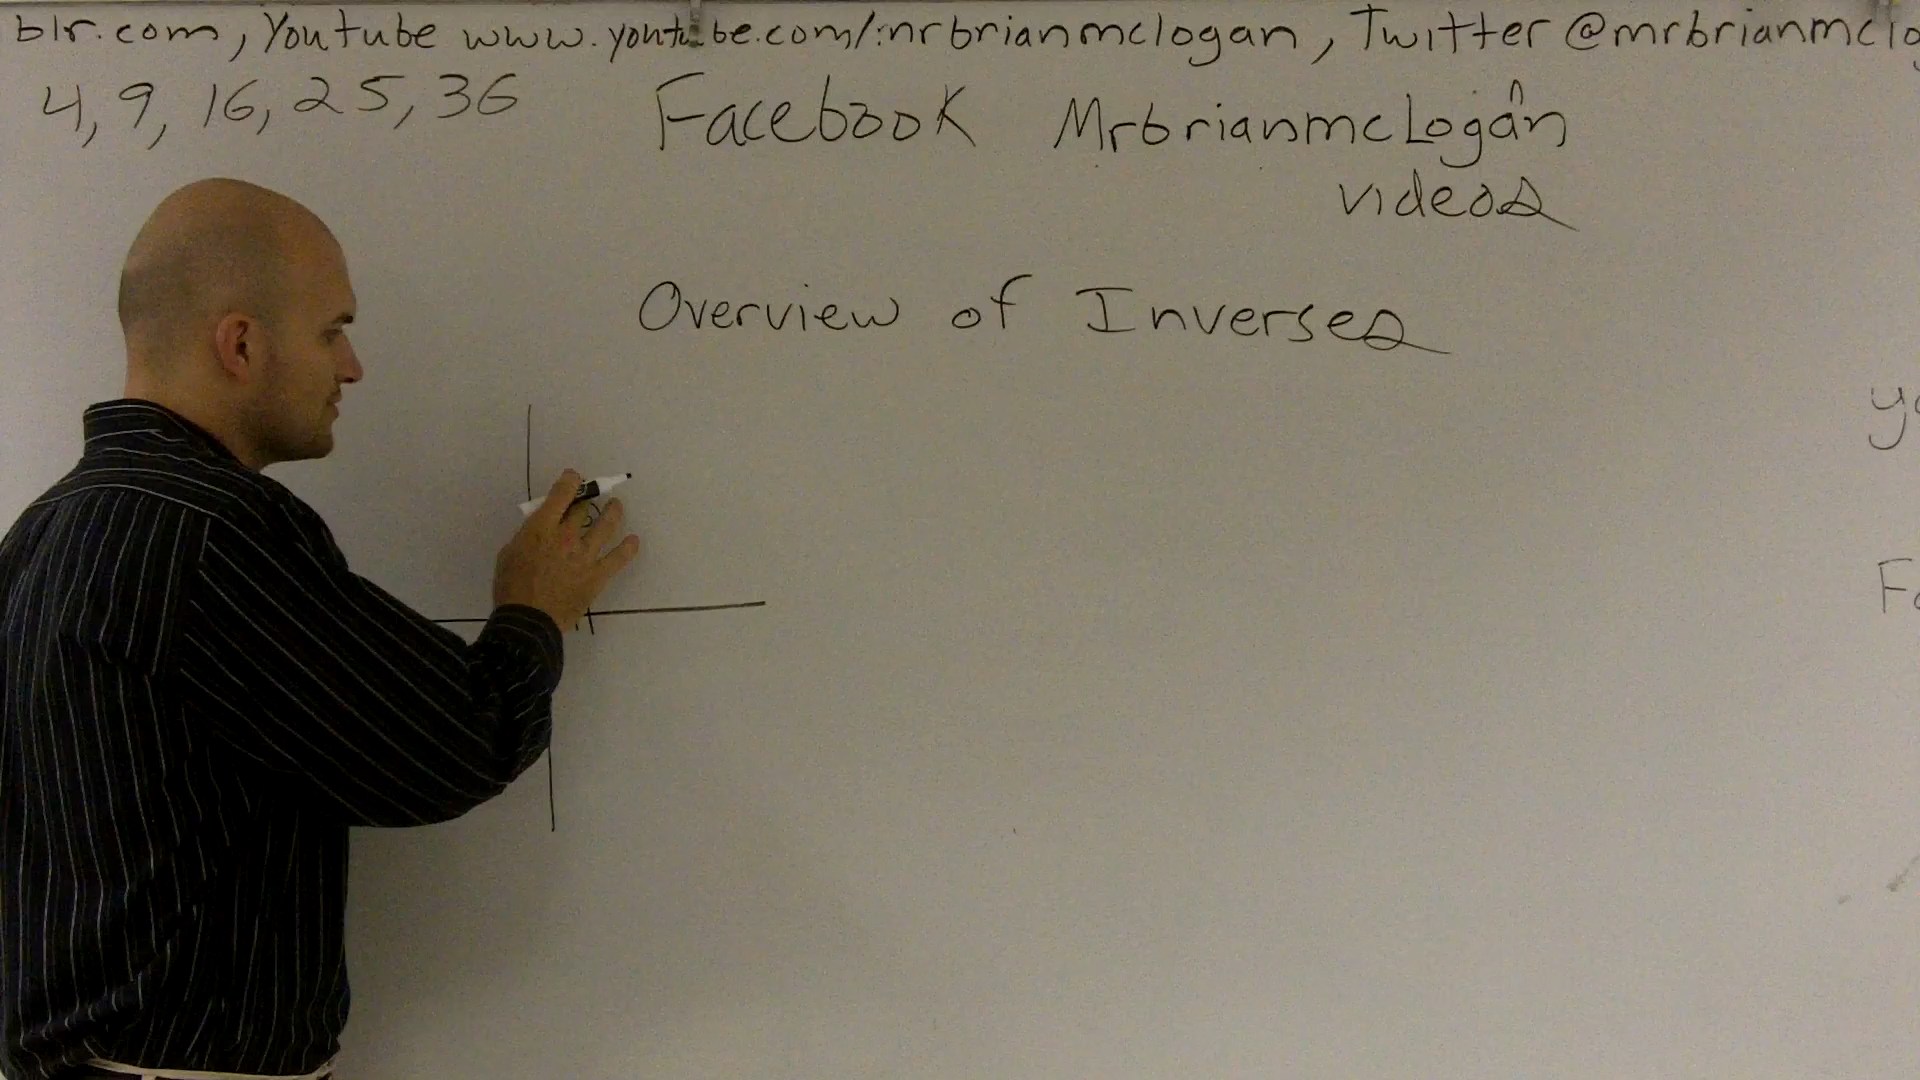 blr.com, Youtube www.youtube.com/mrbrianmclogan, Twitter @mrbrianmclo
4, 9, 16, 25, 36
Facebook MrbrianmcLogan
videos
Overview of Inverses